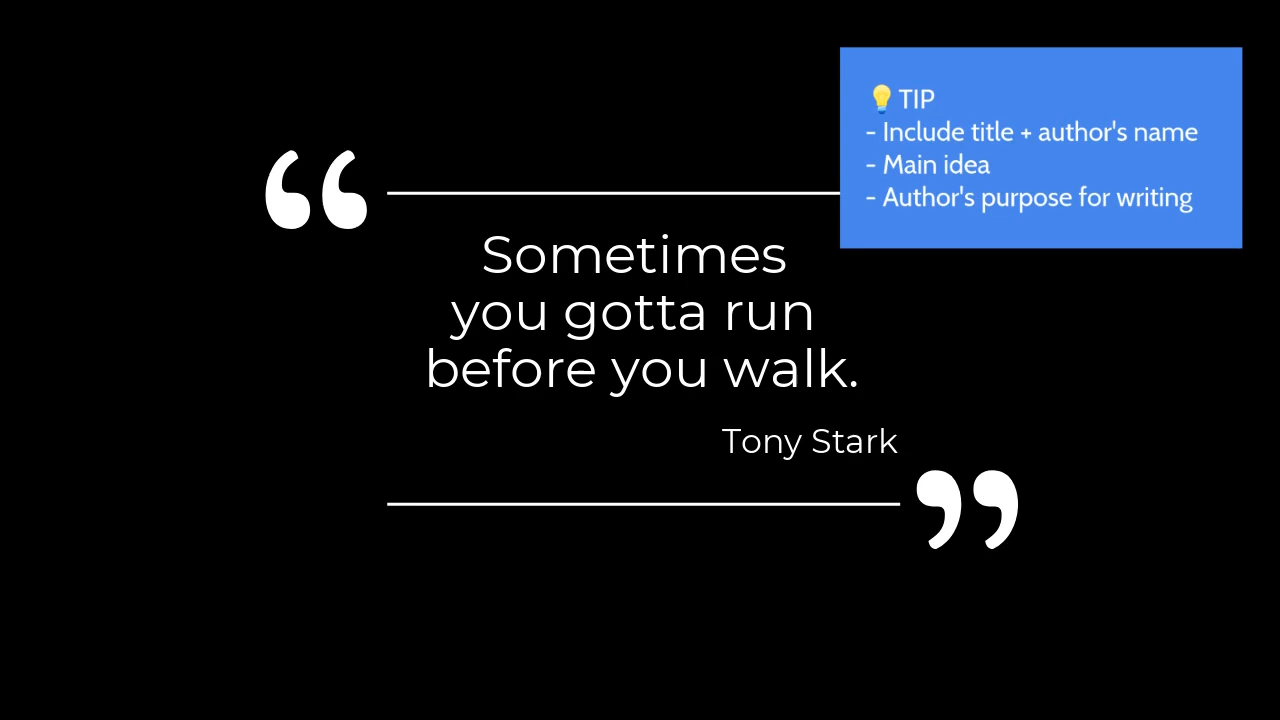 💡 TIP
- Include title + author's name
- Main idea
- Author's purpose for writing
“
Sometimes
you gotta run
before you walk.
Tony Stark
”